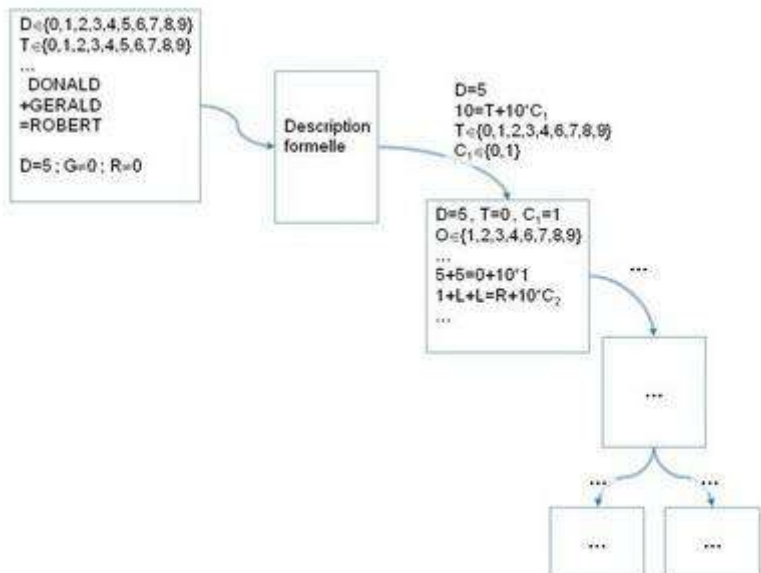 D∈{0,1,2,3,4,5,6,7,8,9}
T∈{0,1,2,3,4,5,6,7,8,9}
...
DONALD
+GERALD
=ROBERT
D=5 ; G≠0 ; R≠0
Description
formelle
D=5
10=T+10*C₁
T∈{0,1,2,3,4,6,7,8,9}
C₁∈{0,1}
D=5, T=0, C₁=1
O∈{1,2,3,4,6,7,8,9}
...
5+5=0+10*1
1+L+L=R+10*C₂
...
...
...
...
...
...
...